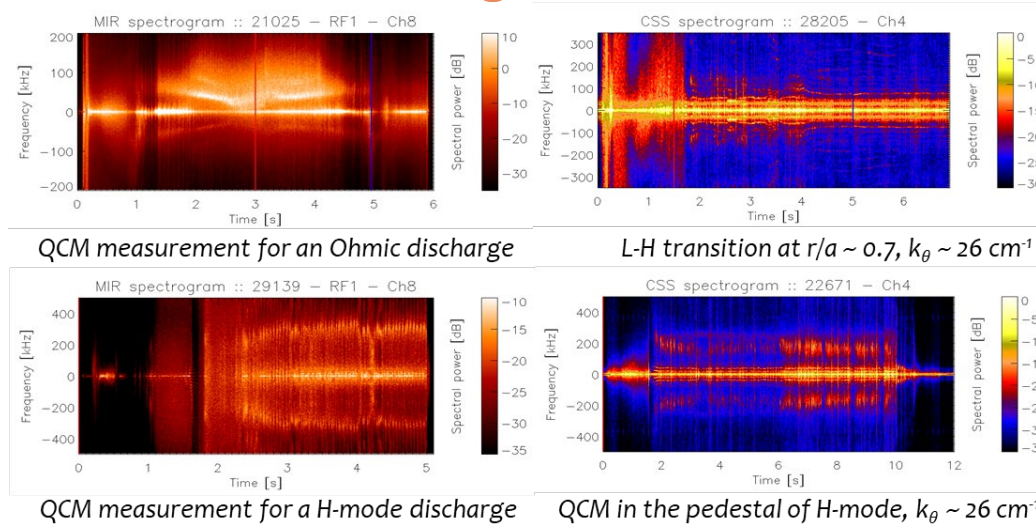 MIR spectrogram :: 21025 – RF1 – Ch8
200
100
0
−100
−200
Frequency [kHz]
0 1 2 3 4 5 6
Time [s]
10
0
−10
−20
−30
Spectral power [dB]
QCM measurement for an Ohmic discharge
CSS spectrogram :: 28205 – Ch4
300
200
100
0
−100
−200
−300
Frequency [kHz]
0 1 2 3 4 5 6
Time [s]
0
−5
Spectral power [dB]
L-H transition at r/a ~ 0.7, kθ ~ 26 cm⁻¹
MIR spectrogram :: 29139 – RF1 – Ch8
400
200
0
−200
−400
Frequency [kHz]
0 1 2 3 4 5
Time [s]
−10
−15
−20
−25
−30
−35
Spectral power [dB]
QCM measurement for a H-mode discharge
CSS spectrogram :: 22671 – Ch4
400
200
0
−200
−400
Frequency [kHz]
0 2 4 6 8 10 12
Time [s]
0
−5
Spectral power [dB]
QCM in the pedestal of H-mode, kθ ~ 26 cm⁻